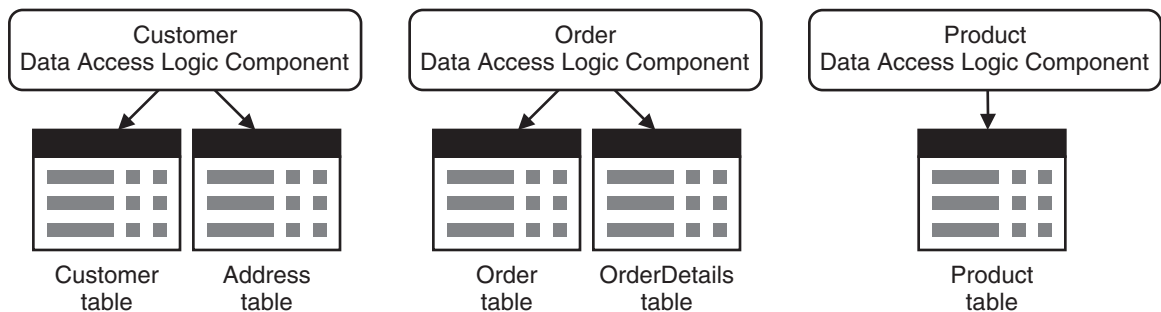 Customer
Data Access Logic Component
Order
Data Access Logic Component
Product
Data Access Logic Component
Customer
table
Address
table
Order
table
OrderDetails
table
Product
table